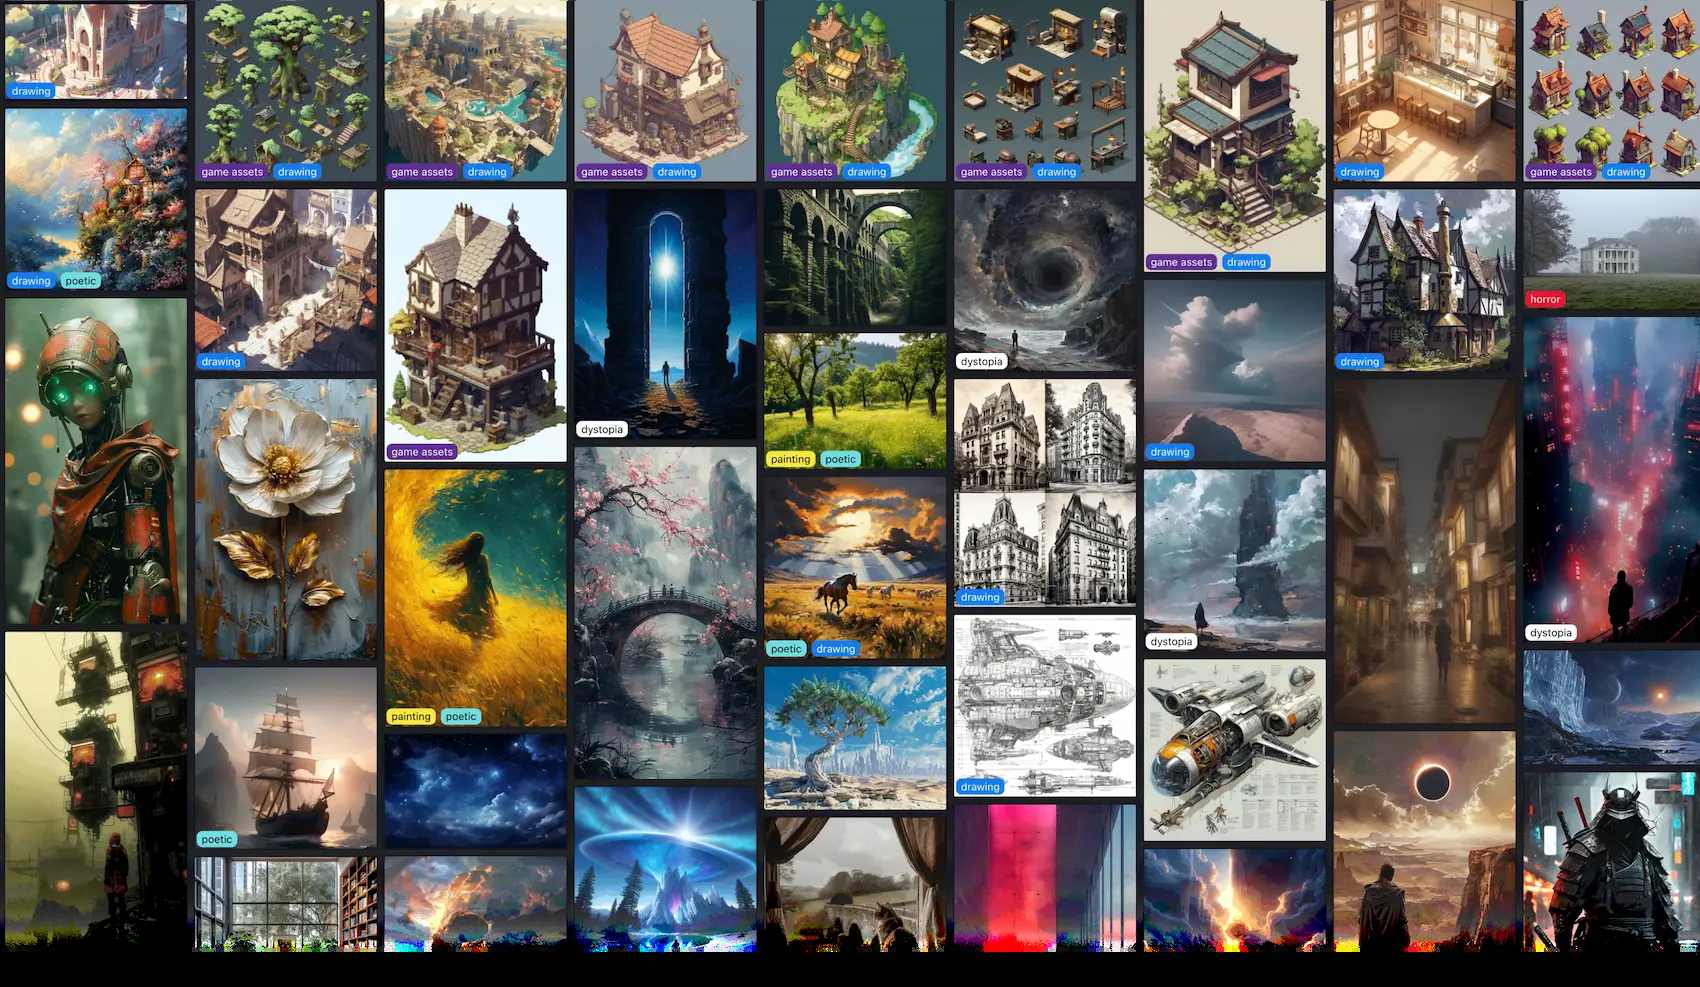 drawing
drawing poetic
game assets drawing
drawing
poetic
game assets drawing
game assets
painting poetic
game assets drawing
dystopia
game assets drawing
painting poetic
poetic drawing
game assets drawing
dystopia
drawing
drawing
game assets drawing
drawing
dystopia
drawing
drawing
game assets drawing
horror
dystopia